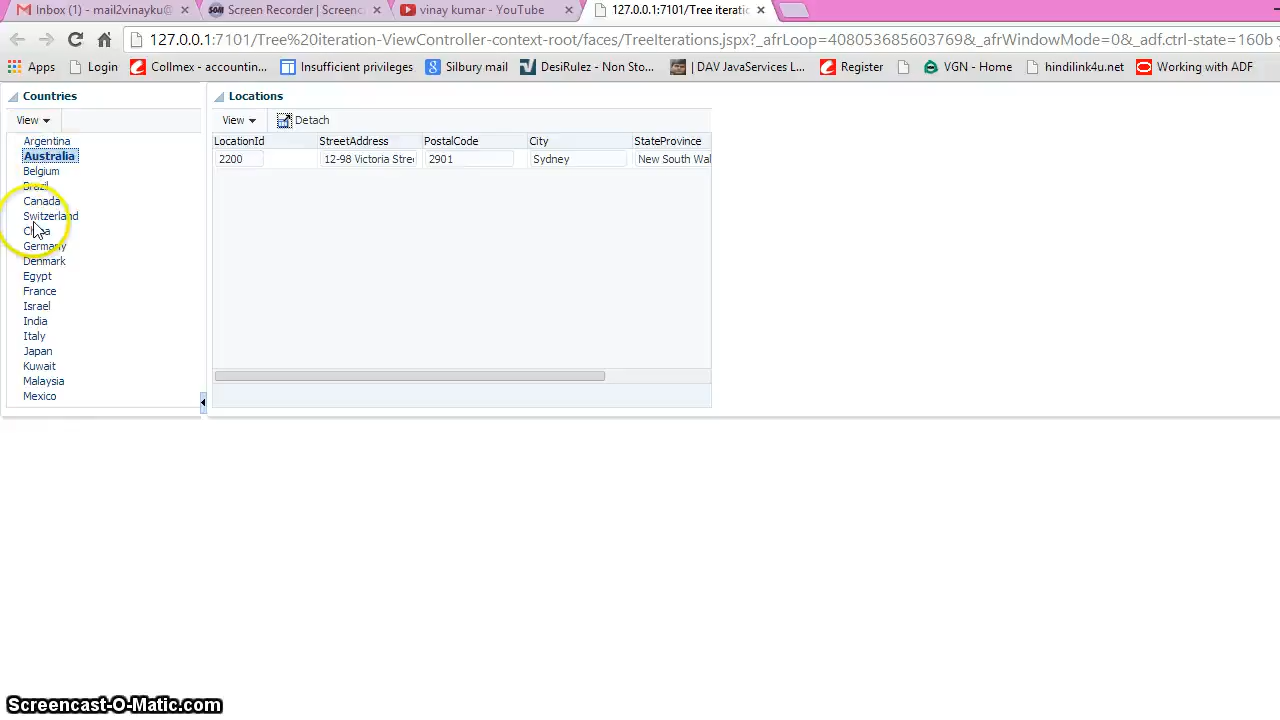 Inbox (1) - mail2vinayku@
Screen Recorder | Screenc
vinay kumar - YouTube
127.0.0.1:7101/Tree iteratio
127.0.0.1:7101/Tree%20iteration-ViewController-context-root/faces/TreeIterations.jspx?_afrLoop=408053685603769&_afrWindowMode=0&_adf.ctrl-state=160b
Apps Login Collmex - accountin... Insufficient privileges Silbury mail DesiRulez - Non Sto... DAV JavaServices L... Register VGN - Home hindilink4u.net Working with ADF
Countries
View
Argentina
Australia
Belgium
Brazil
Canada
Switzerland
China
Germany
Denmark
Egypt
France
Israel
India
Italy
Japan
Kuwait
Malaysia
Mexico
Locations
View Detach
LocationId StreetAddress PostalCode City StateProvince
2200 12-98 Victoria Stree 2901 Sydney New South Wal
Screencast-O-Matic.com